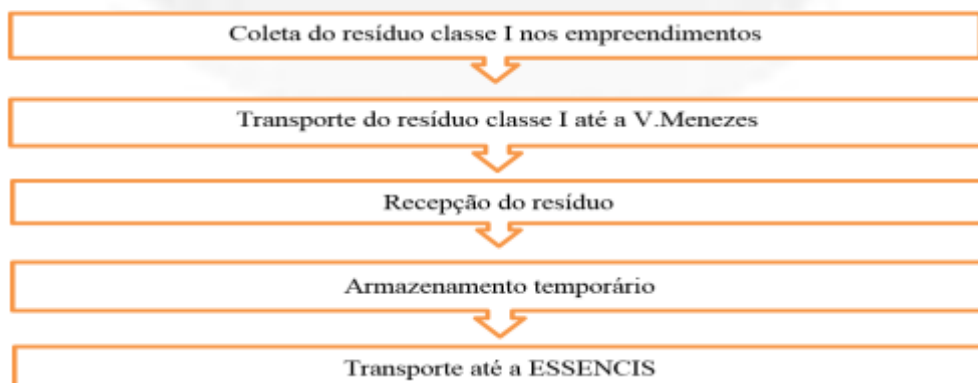 Coleta do resíduo classe I nos empreendimentos
Transporte do resíduo classe I até a V.Menezes
Recepção do resíduo
Armazenamento temporário
Transporte até a ESSENCIS